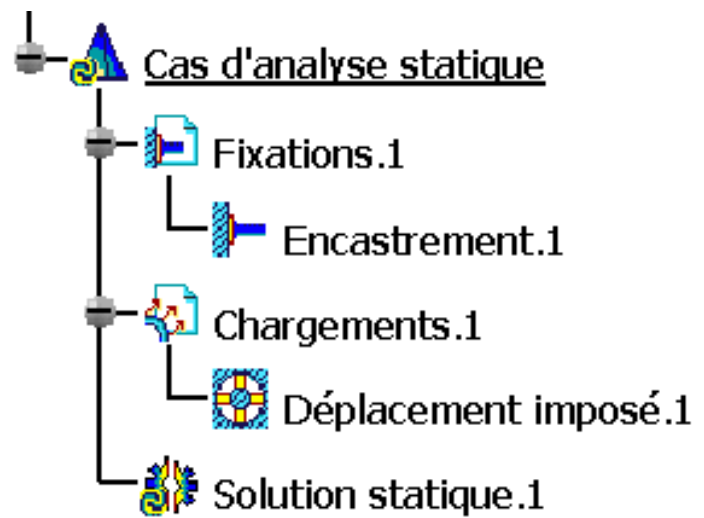 Cas d'analyse statique
Fixations.1
Encastrement.1
Chargements.1
Déplacement imposé.1
Solution statique.1